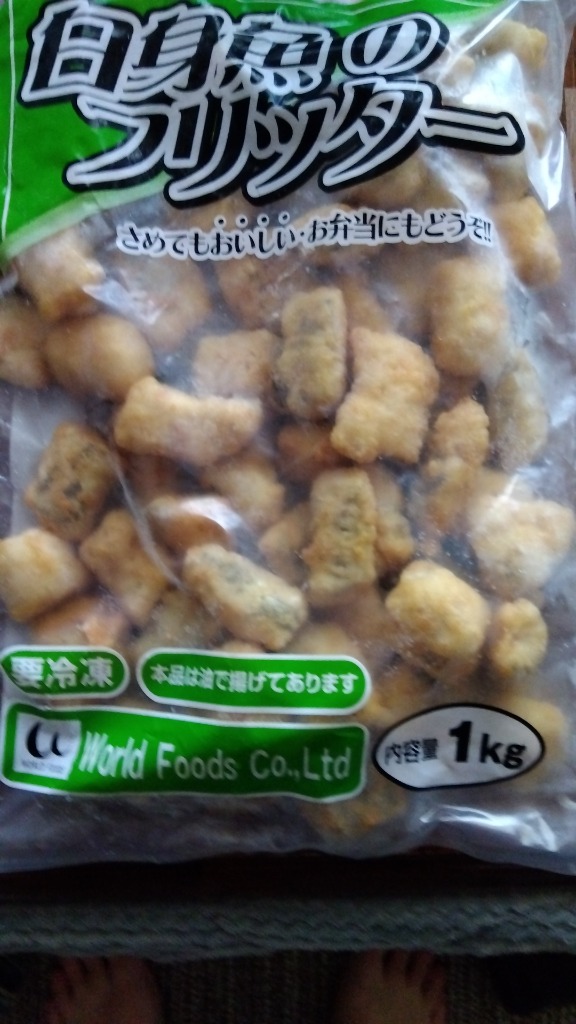 白身魚の
フリッター
さめてもおいしい・お弁当にもどうぞ!!
要冷凍
本品は油で揚げてあります
World Foods Co.,Ltd
内容量 1kg